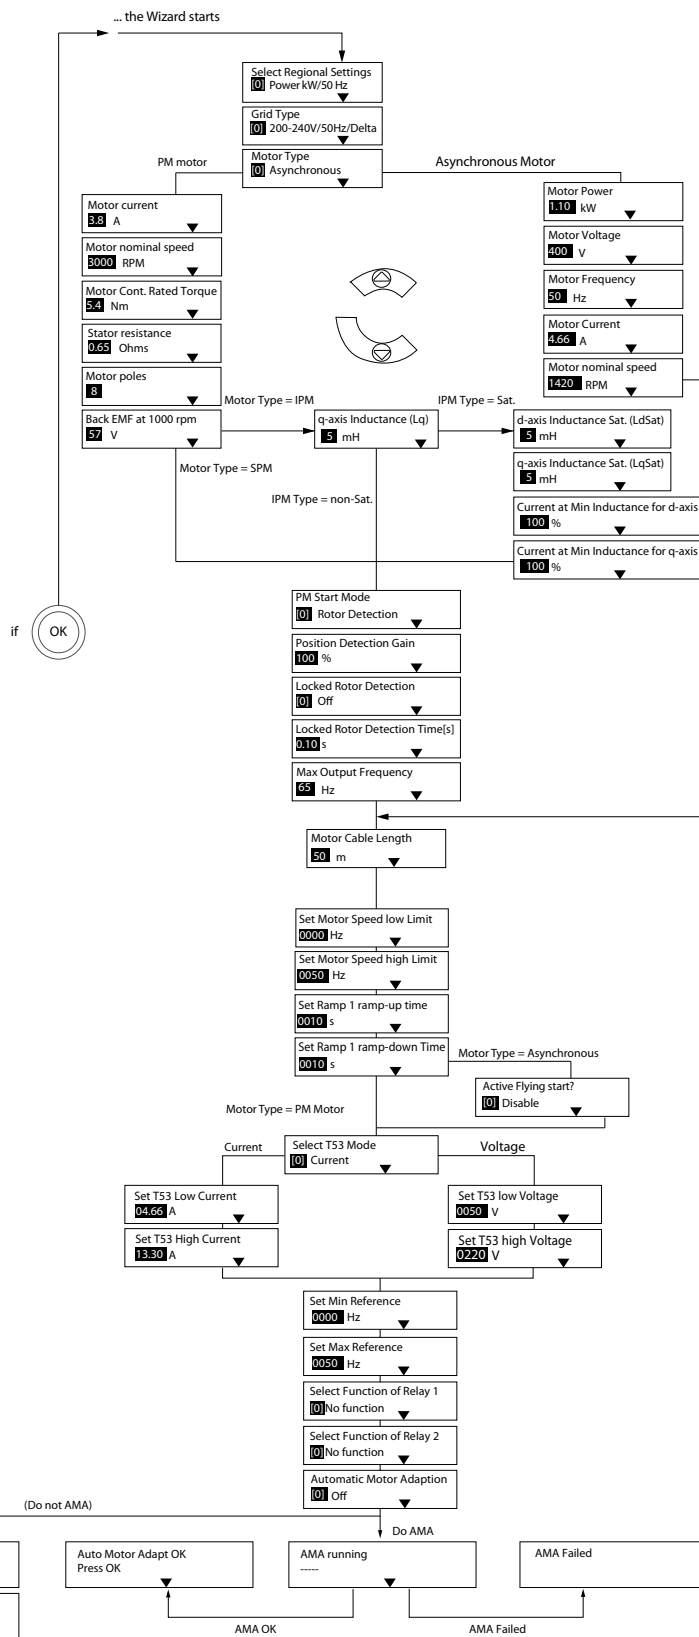 ... the Wizard starts
Select Regional Settings
[0] Power kW/50 Hz
Grid Type
[0] 200-240V/50Hz/Delta
Motor Type
[0] Asynchronous
PM motor
Asynchronous Motor
Motor current
3.8 A
Motor nominal speed
3000 RPM
Motor Cont. Rated Torque
5.4 Nm
Stator resistance
0.65 Ohms
Motor poles
8
Back EMF at 1000 rpm
57 V
Motor Power
1.10 kW
Motor Voltage
400 V
Motor Frequency
50 Hz
Motor Current
4.66 A
Motor nominal speed
1420 RPM
Motor Type = IPM
q-axis Inductance (Lq)
5 mH
IPM Type = Sat.
d-axis Inductance Sat. (LdSat)
5 mH
q-axis Inductance Sat. (LqSat)
5 mH
Current at Min Inductance for d-axis
100 %
Current at Min Inductance for q-axis
100 %
Motor Type = SPM
IPM Type = non-Sat.
if
OK
PM Start Mode
[0] Rotor Detection
Position Detection Gain
100 %
Locked Rotor Detection
[0] Off
Locked Rotor Detection Time[s]
0.10 s
Max Output Frequency
65 Hz
Motor Cable Length
50 m
Set Motor Speed low Limit
0000 Hz
Set Motor Speed high Limit
0050 Hz
Set Ramp 1 ramp-up time
0010 s
Set Ramp 1 ramp-down Time
0010 s
Motor Type = Asynchronous
Active Flying start?
[0] Disable
Motor Type = PM Motor
Select T53 Mode
[0] Current
Current
Voltage
Set T53 Low Current
04.66 A
Set T53 High Current
13.30 A
Set T53 low Voltage
0050 V
Set T53 high Voltage
0220 V
Set Min Reference
0000 Hz
Set Max Reference
0050 Hz
Select Function of Relay 1
[0]No function
Select Function of Relay 2
[0]No function
Automatic Motor Adaption
[0] Off
(Do not AMA)
Do AMA
Auto Motor Adapt OK
Press OK
AMA running
-----
AMA Failed
AMA OK
AMA Failed